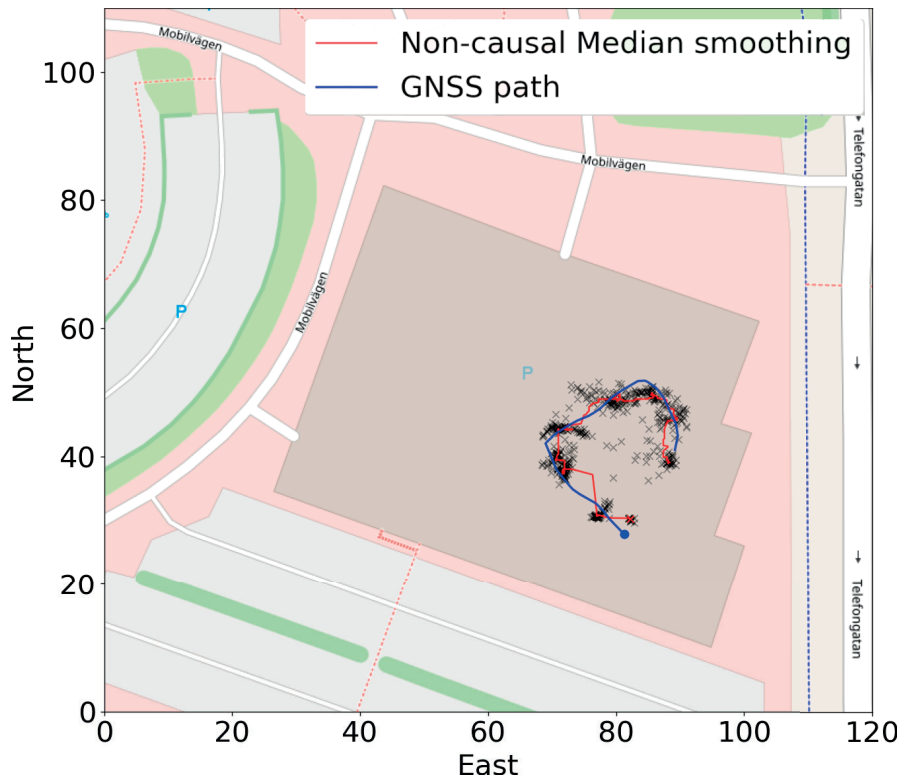 Mobilvägen
Non-causal Median smoothing
GNSS path
100
Telefongatan
Mobilvägen
80
P
Mobilvägen
60
P
North
40
20
Telefongatan
0
0 20 40 60 80 100 120
East